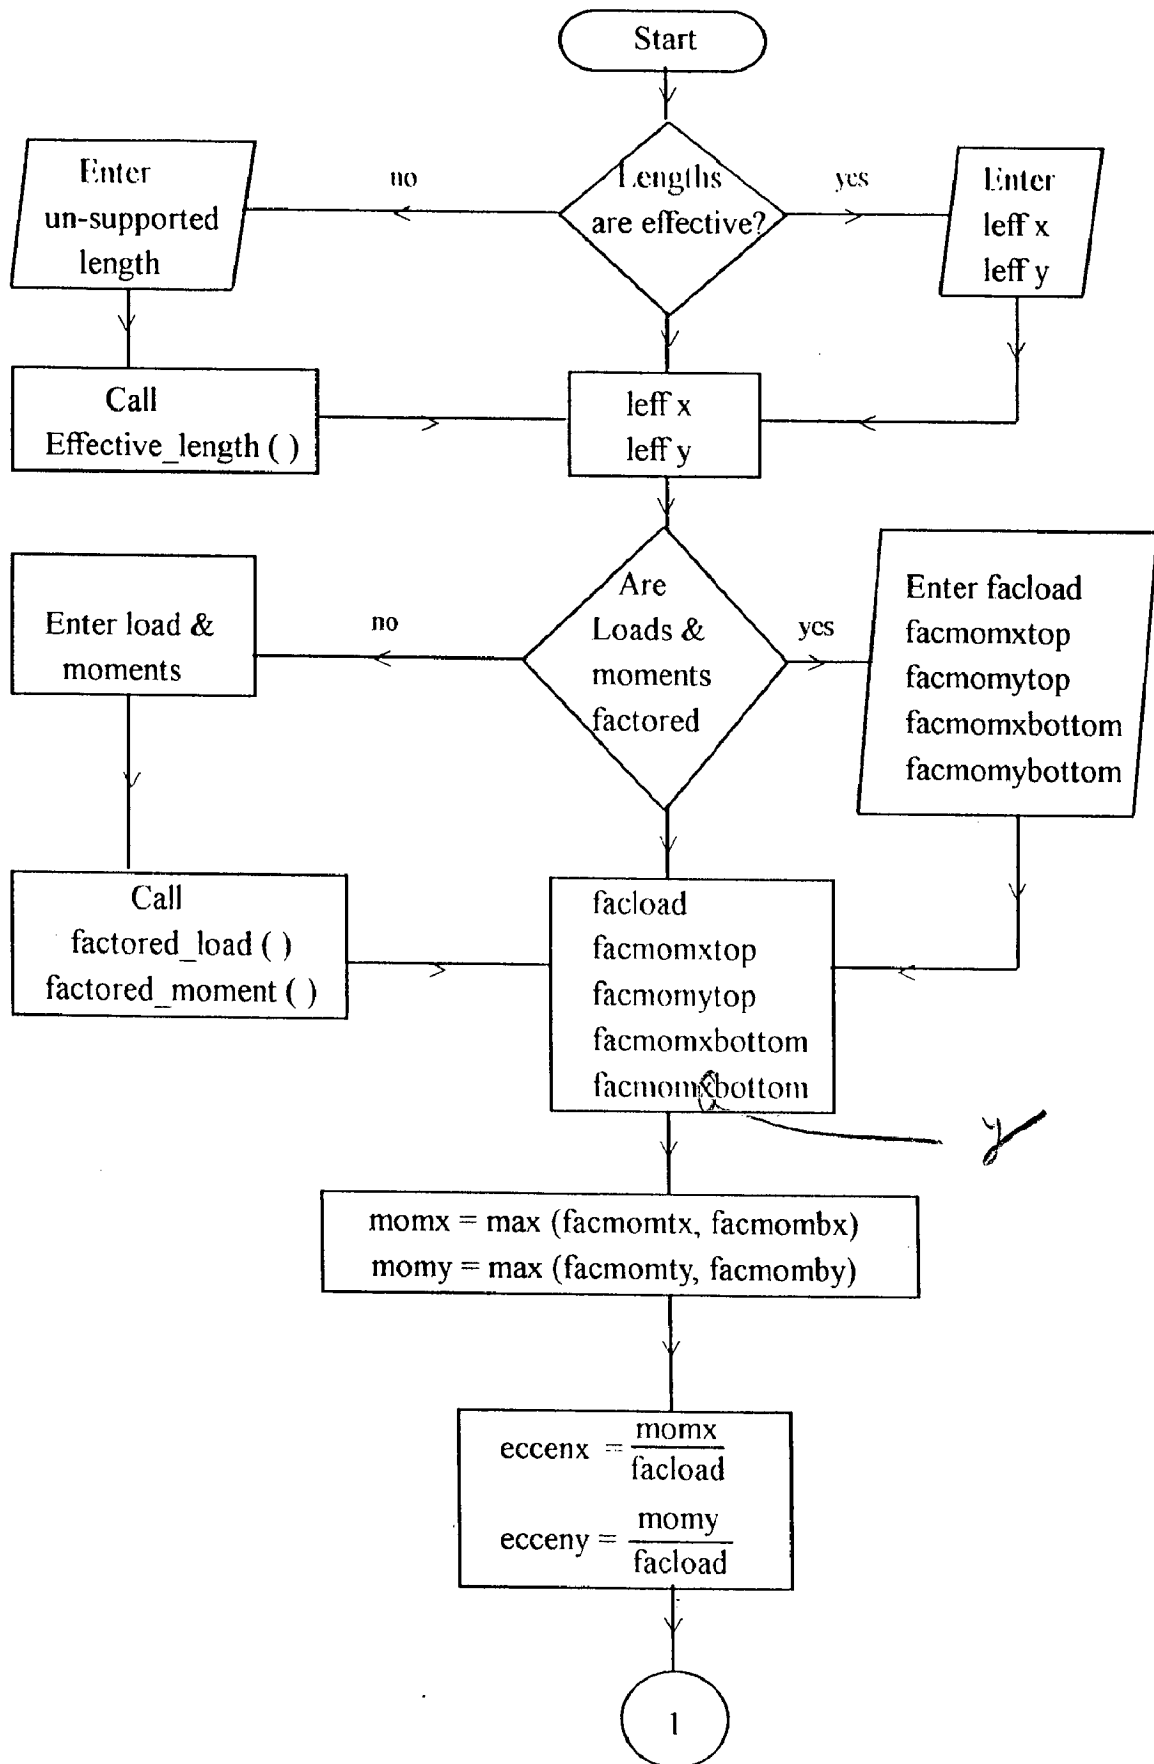 Start
Lengths
are effective?
no
yes
Enter
un-supported
length
Enter
leff x
leff y
Call
Effective_length ( )
leff x
leff y
Are
Loads &
moments
factored
no
yes
Enter load &
moments
Enter facload
facmomxtop
facmomytop
facmomxbottom
facmomybottom
Call
factored_load ( )
factored_moment ( )
facload
facmomxtop
facmomytop
facmomxbottom
facmomxbottom
y
momx = max (facmomtx, facmombx)
momy = max (facmomty, facmomby)
eccenx = momx
facload
ecceny = momy
facload
1